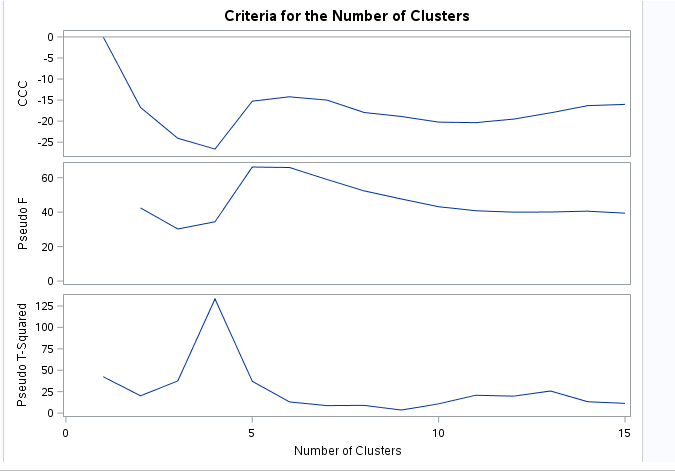 Criteria for the Number of Clusters
CCC
0
-5
-10
-15
-20
-25
Pseudo F
60
40
20
0
Pseudo T-Squared
125
100
75
50
25
0
0 5 10 15
Number of Clusters